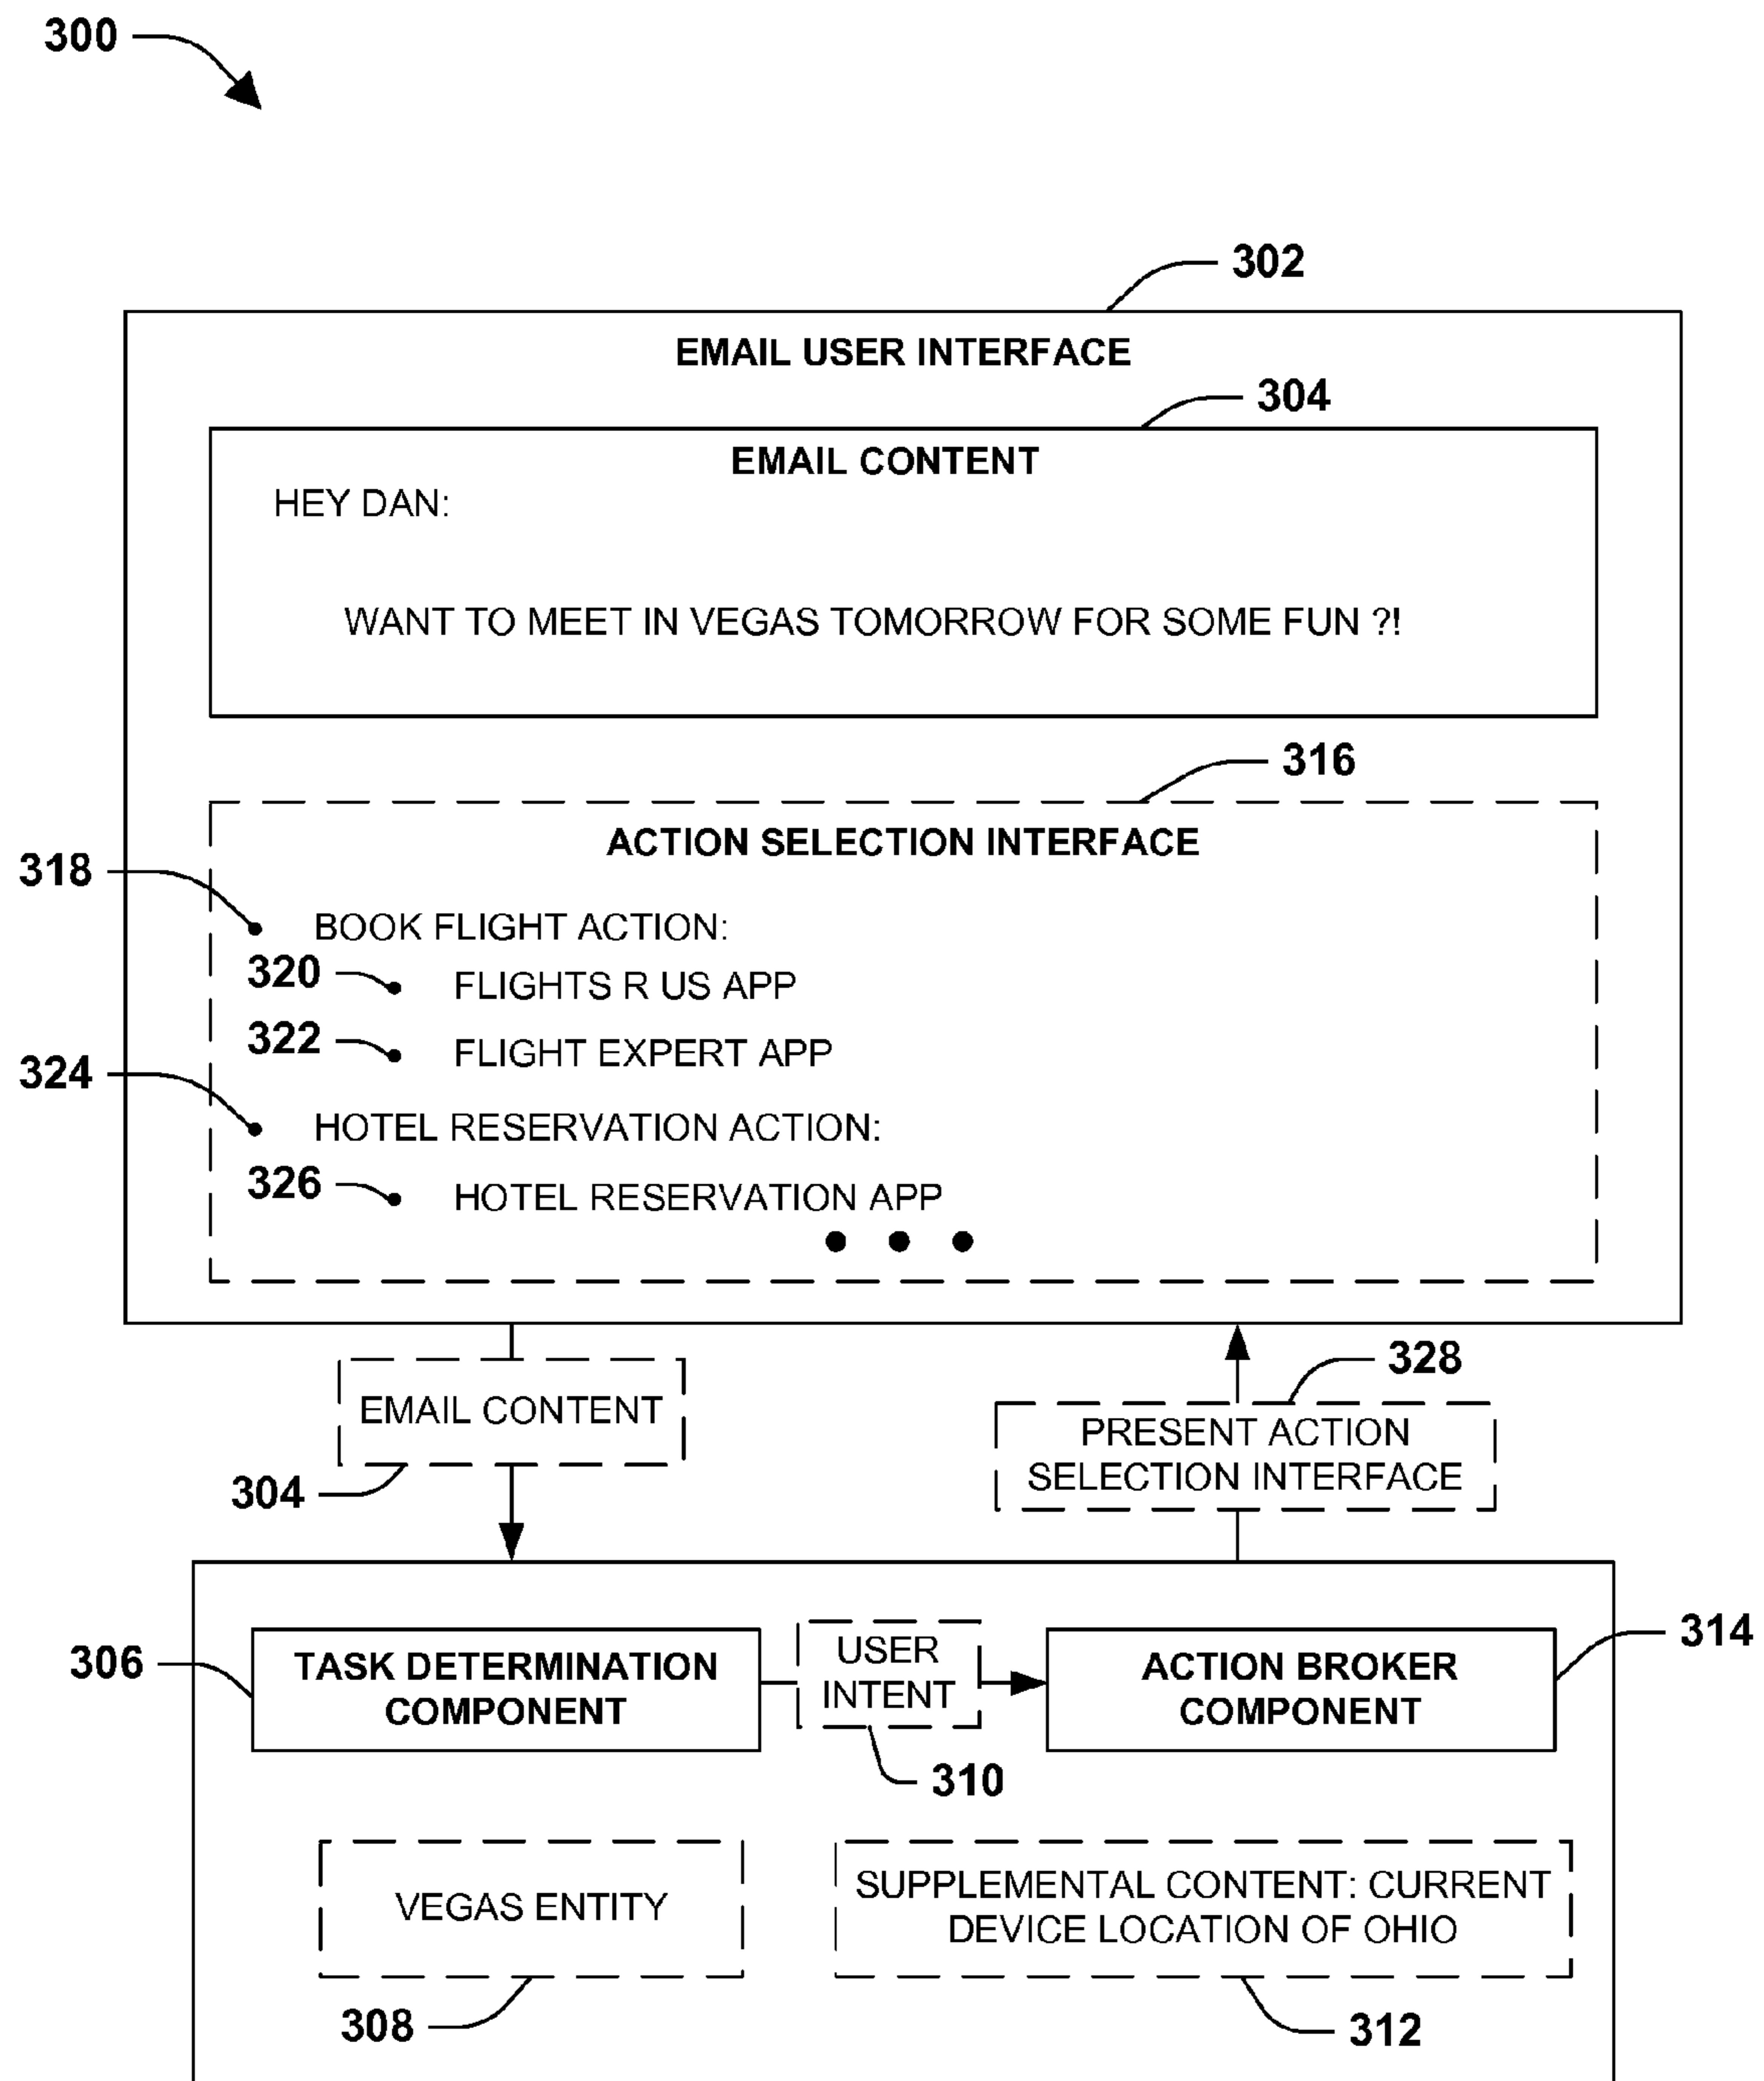 300
302
EMAIL USER INTERFACE
304
EMAIL CONTENT
HEY DAN:
WANT TO MEET IN VEGAS TOMORROW FOR SOME FUN ?!
316
ACTION SELECTION INTERFACE
318
BOOK FLIGHT ACTION:
320
FLIGHTS R US APP
322
FLIGHT EXPERT APP
324
HOTEL RESERVATION ACTION:
326
HOTEL RESERVATION APP
EMAIL CONTENT
304
328
PRESENT ACTION
SELECTION INTERFACE
306
TASK DETERMINATION
COMPONENT
USER
INTENT
310
ACTION BROKER
COMPONENT
314
VEGAS ENTITY
308
SUPPLEMENTAL CONTENT: CURRENT
DEVICE LOCATION OF OHIO
312